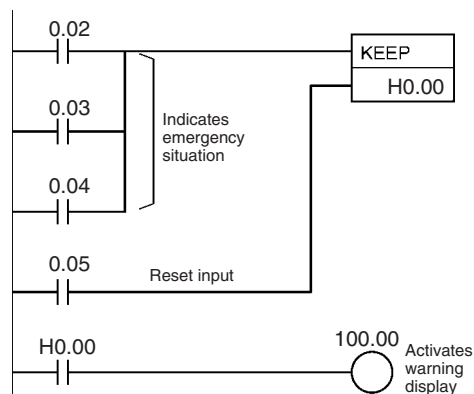 0.02
KEEP
H0.00
0.03
Indicates
emergency
situation
0.04
0.05
Reset input
H0.00
100.00
Activates
warning
display